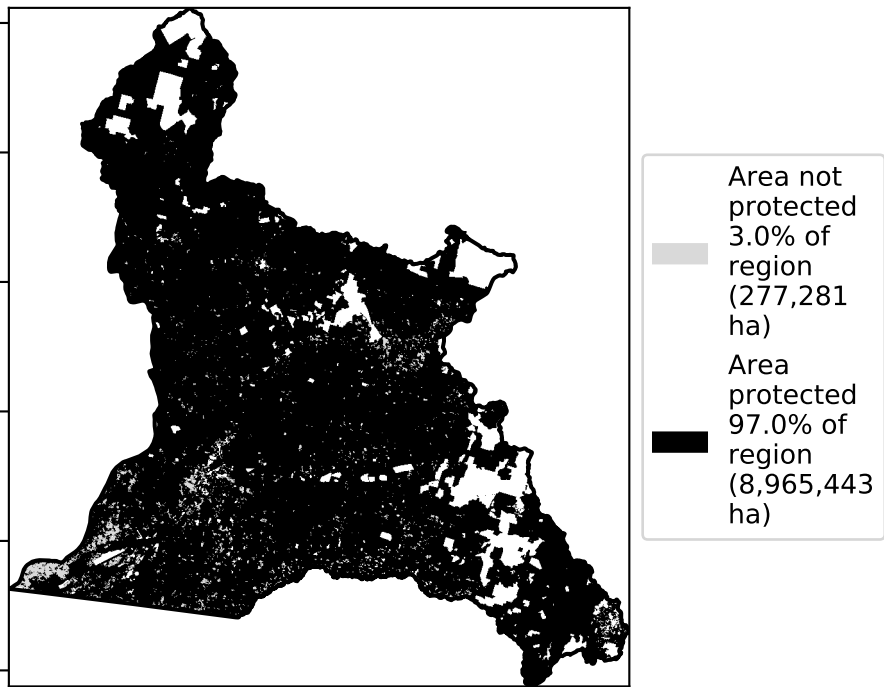 Area not
protected
3.0% of
region
(277,281
ha)
Area
protected
97.0% of
region
(8,965,443
ha)